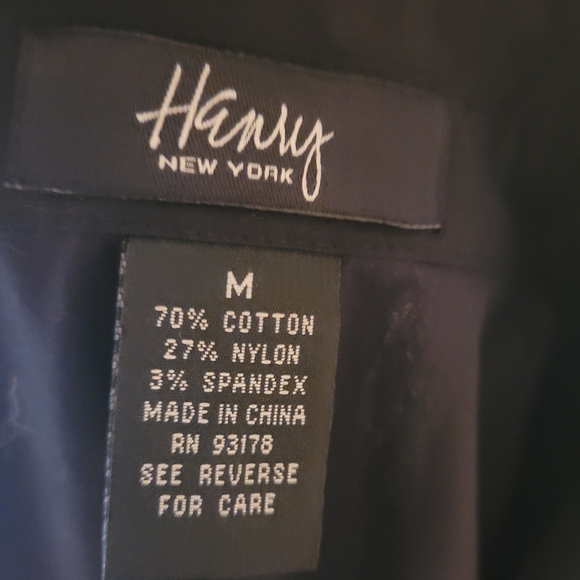 Henry
NEW YORK
M
70% COTTON
27% NYLON
3% SPANDEX
MADE IN CHINA
RN 93178
SEE REVERSE
FOR CARE